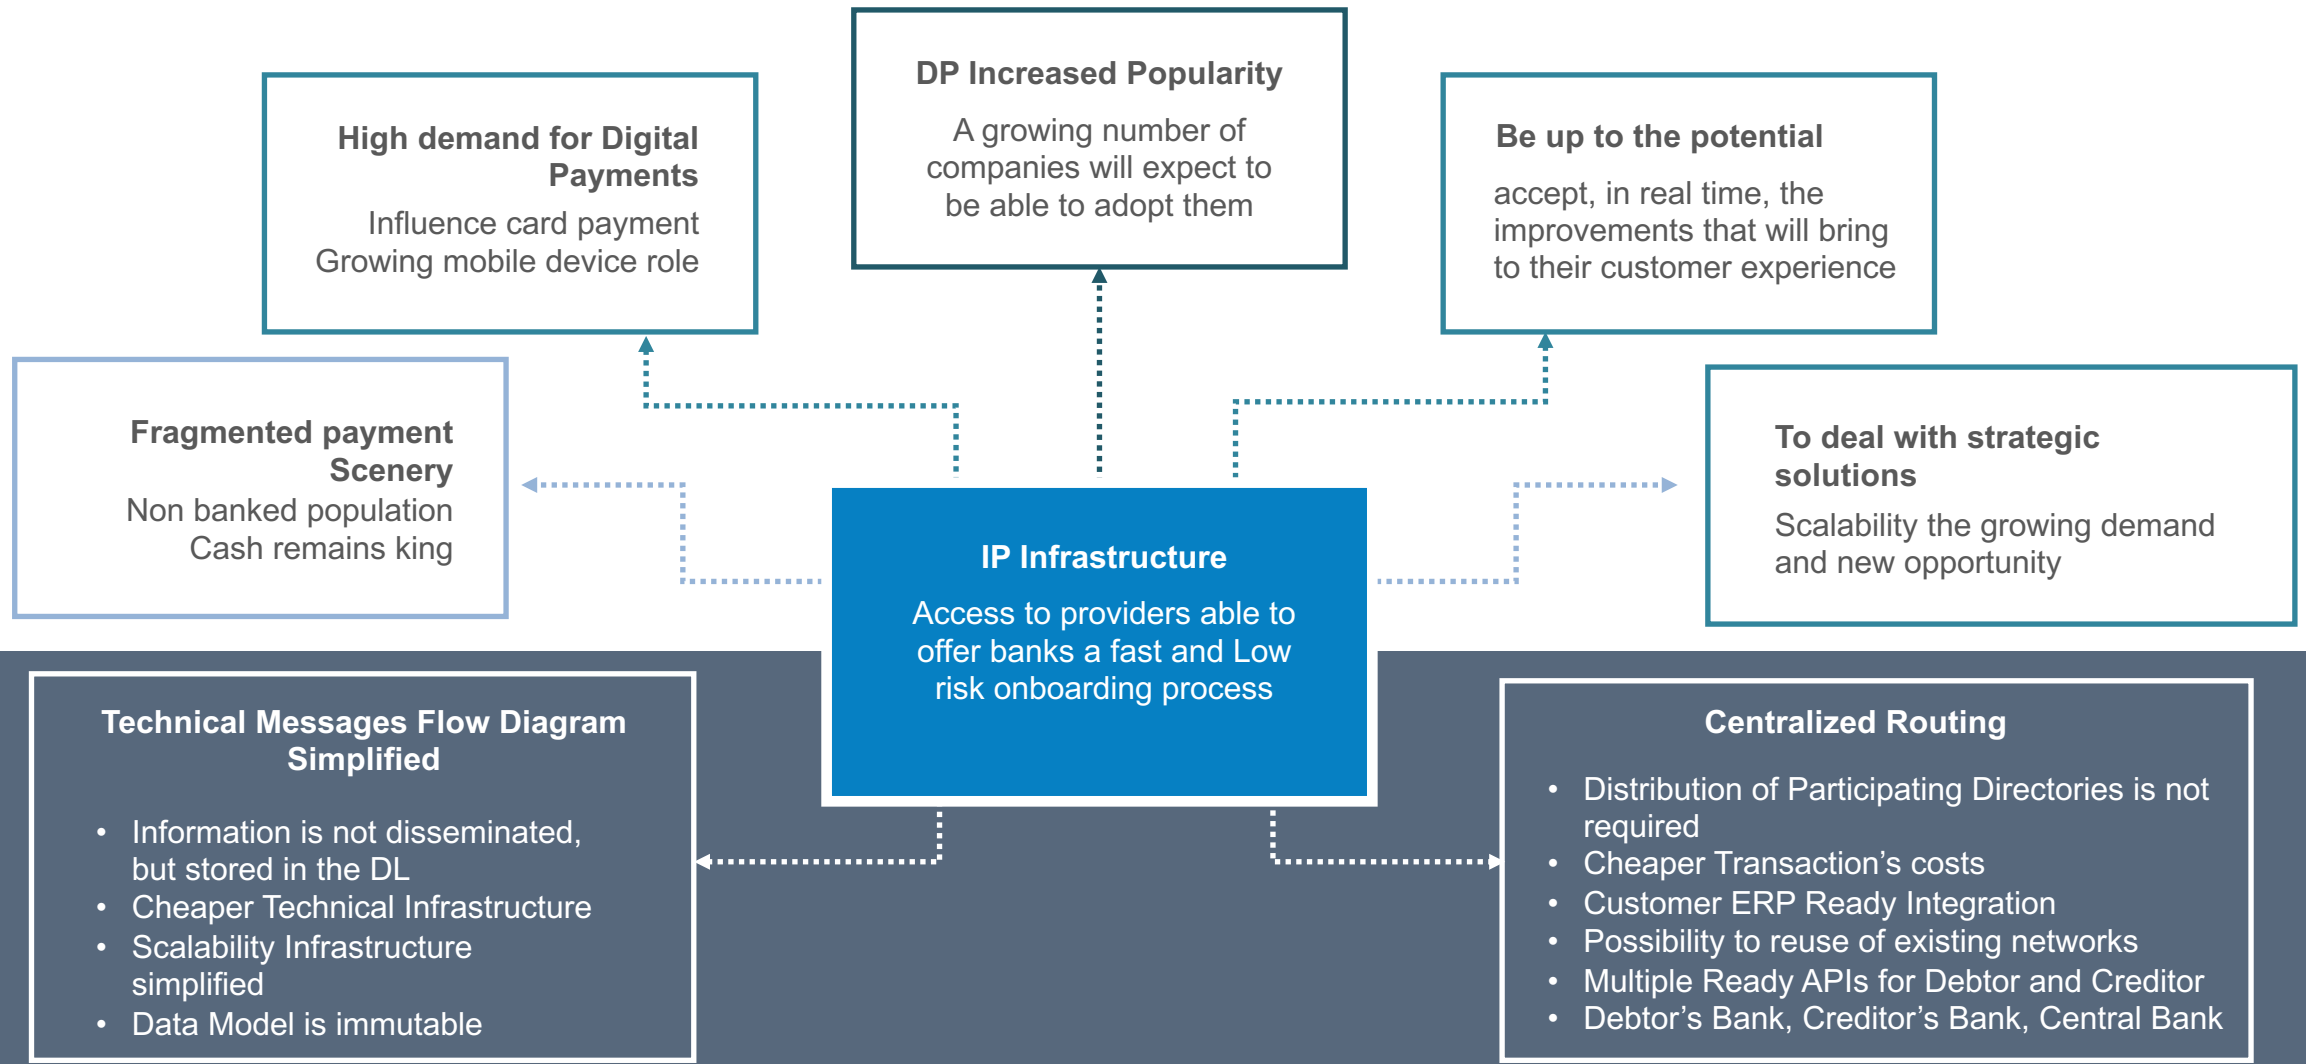 DP Increased Popularity
A growing number of
companies will expect to
be able to adopt them
High demand for Digital
Payments
Influence card payment
Growing mobile device role
Be up to the potential
accept, in real time, the
improvements that will bring
to their customer experience
Fragmented payment
Scenery
Non banked population
Cash remains king
To deal with strategic
solutions
Scalability the growing demand
and new opportunity
IP Infrastructure
Access to providers able to
offer banks a fast and Low
risk onboarding process
Technical Messages Flow Diagram
Simplified
• Information is not disseminated,
but stored in the DL
• Cheaper Technical Infrastructure
• Scalability Infrastructure
simplified
• Data Model is immutable
Centralized Routing
• Distribution of Participating Directories is not
required
• Cheaper Transaction’s costs
• Customer ERP Ready Integration
• Possibility to reuse of existing networks
• Multiple Ready APIs for Debtor and Creditor
• Debtor’s Bank, Creditor’s Bank, Central Bank